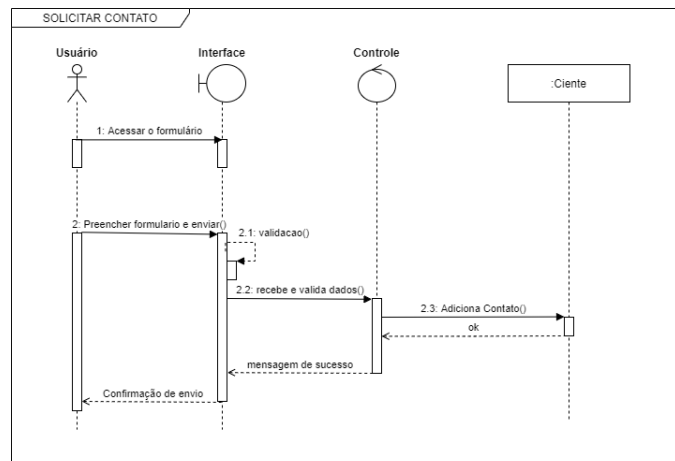 SOLICITAR CONTATO
Usuário
Interface
Controle
:Ciente
1: Acessar o formulário
2: Preencher formulario e enviar()
2.1: validacao()
2.2: recebe e valida dados()
2.3: Adiciona Contato()
ok
mensagem de sucesso
Confirmação de envio